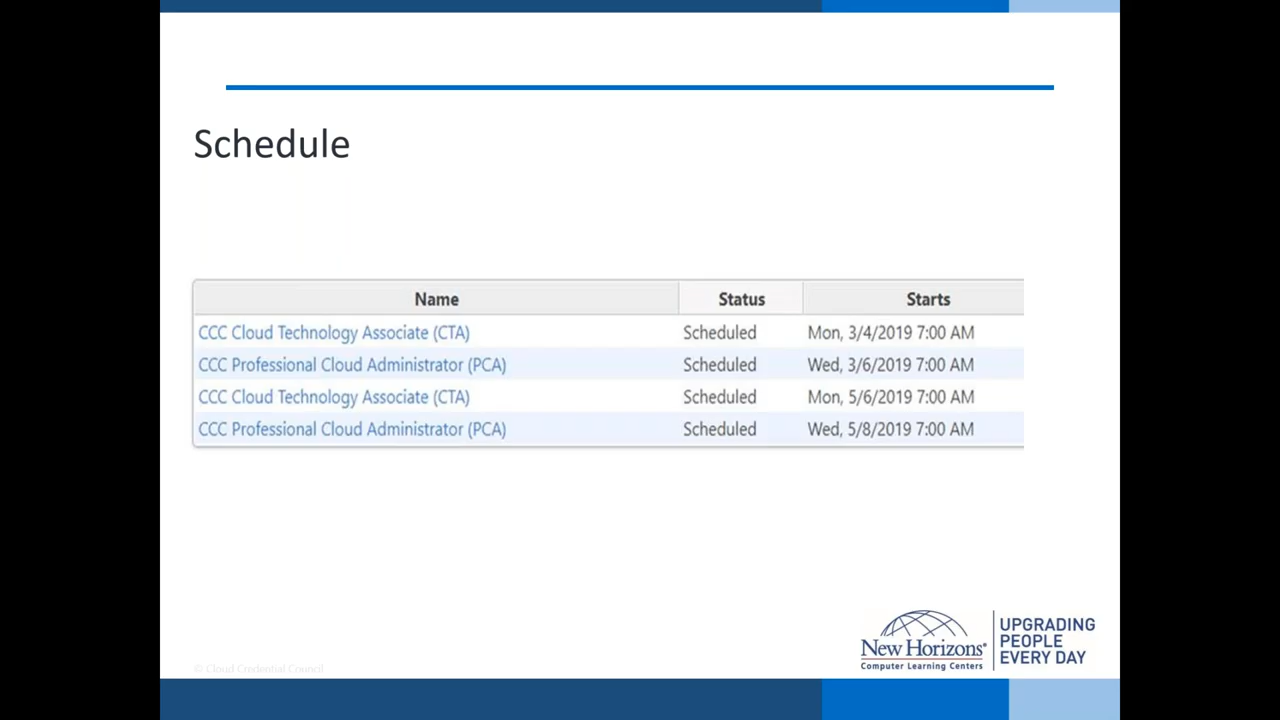 Schedule
Name Status Starts
CCC Cloud Technology Associate (CTA) Scheduled Mon, 3/4/2019 7:00 AM
CCC Professional Cloud Administrator (PCA) Scheduled Wed, 3/6/2019 7:00 AM
CCC Cloud Technology Associate (CTA) Scheduled Mon, 5/6/2019 7:00 AM
CCC Professional Cloud Administrator (PCA) Scheduled Wed, 5/8/2019 7:00 AM
© Cloud Credential Council
New Horizons®
Computer Learning Centers
UPGRADING
PEOPLE
EVERY DAY